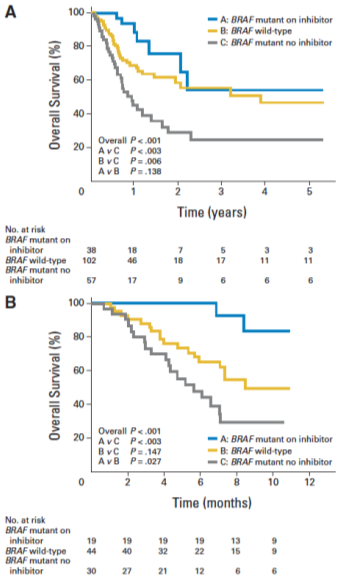 A
Overall Survival (%)
100
80
60
40
20
A: BRAF mutant on inhibitor
B: BRAF wild-type
C: BRAF mutant no inhibitor
Overall P < .001
A v C P < .003
B v C P = .006
A v B P = .138
0 1 2 3 4 5
Time (years)
No. at risk
BRAF mutant on
inhibitor 38 18 7 5 3 3
BRAF wild-type 102 46 18 17 11 11
BRAF mutant no
inhibitor 57 17 9 6 6 6
B
Overall Survival (%)
100
80
60
40
20
Overall P < .001
A v C P < .003
B v C P = .147
A v B P = .027
A: BRAF mutant on inhibitor
B: BRAF wild-type
C: BRAF mutant no inhibitor
0 2 4 6 8 10 12
Time (months)
No. at risk
BRAF mutant on
inhibitor 19 19 19 19 13 9
BRAF wild-type 44 40 32 22 15 9
BRAF mutant no
inhibitor 30 27 21 12 6 6